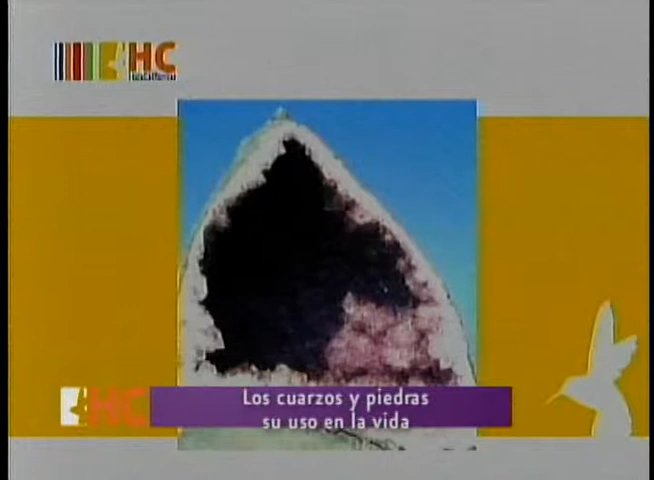 HC
HC
Los cuarzos y piedras
su uso en la vida